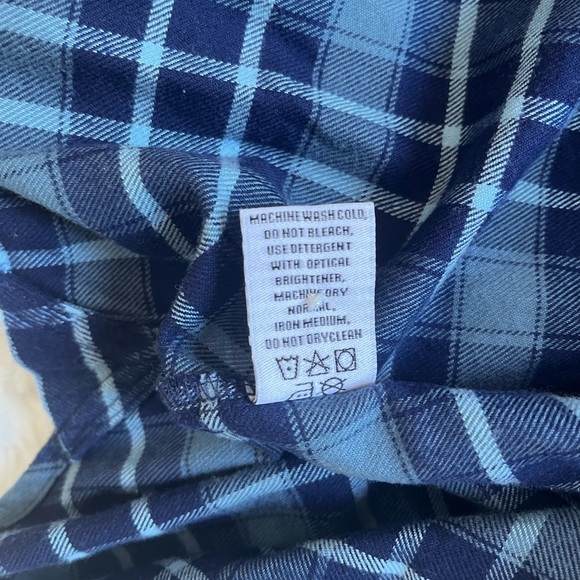 MACHINE WASH COLD,
DO NOT BLEACH,
USE DETERGENT
WITH OPTICAL
BRIGHTENER,
MACHINE DRY
NORMAL,
IRON MEDIUM,
DO NOT DRYCLEAN